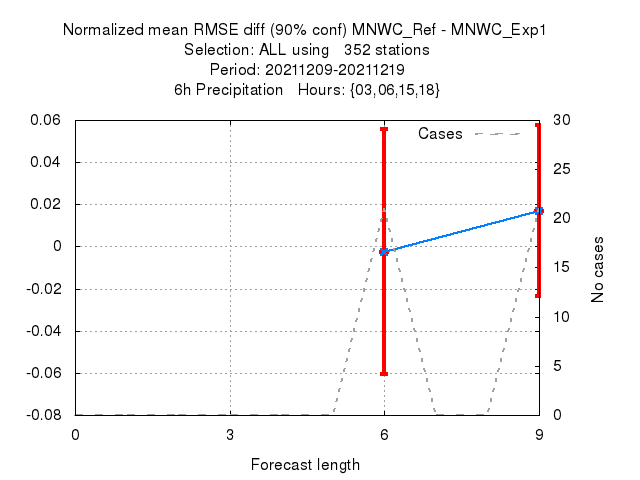 Normalized mean RMSE diff (90% conf) MNWC_Ref - MNWC_Exp1
Selection: ALL using 352 stations
Period: 20211209-20211219
6h Precipitation Hours: {03,06,15,18}
Cases
0.06
0.04
0.02
0
-0.02
-0.04
-0.06
-0.08
30
25
20
15
10
5
0
No cases
0 3 6 9
Forecast length